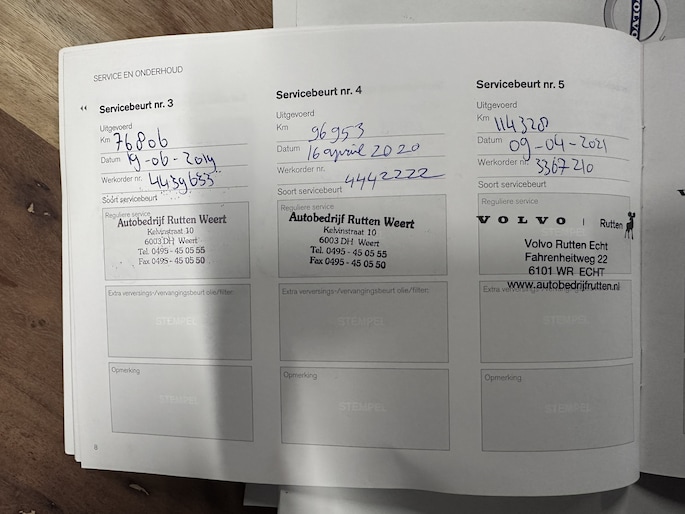 VOLVO
SERVICE EN ONDERHOUD
Servicebeurt nr. 3
Uitgevoerd
Km 76806
Datum 19-06-2019
Werkorder nr. 4439633
Soort servicebeurt
Reguliere service
Autobedrijf Rutten Weert
Kelvinstraat 10
6003 DH Weert
Tel. 0495 - 45 05 55
Fax 0495 - 45 05 50
Extra verversings-/vervangingsbeurt olie/filter:
STEMPEL
Opmerking
STEMPEL
8
Servicebeurt nr. 4
Uitgevoerd
Km 96953
Datum 16 april 2020
Werkorder nr. 4442222
Soort servicebeurt
Reguliere service
Autobedrijf Rutten Weert
Kelvinstraat 10
6003 DH Weert
Tel. 0495 - 45 05 55
Fax 0495 - 45 05 50
Extra verversings-/vervangingsbeurt olie/filter:
STEMPEL
Opmerking
STEMPEL
Servicebeurt nr. 5
Uitgevoerd
Km 114328
Datum 09-04-2021
Werkorder nr. 3367210
Soort servicebeurt
Reguliere service
VOLVO | Rutten
Volvo Rutten Echt
Fahrenheitweg 22
6101 WR ECHT
www.autobedrijfrutten.nl
STEMPEL
Opmerking
STEMPEL